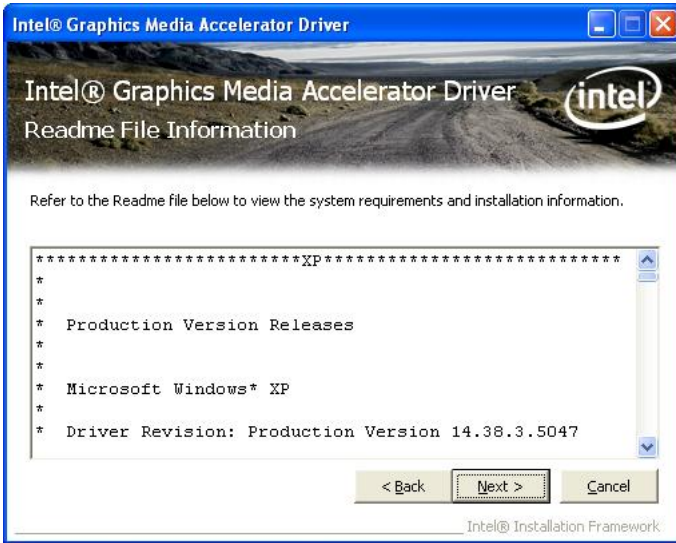 Intel® Graphics Media Accelerator Driver
Intel® Graphics Media Accelerator Driver
intel
Readme File Information
Refer to the Readme file below to view the system requirements and installation information.
*************************XP****************************
*
*
*  Production Version Releases
*
*
*  Microsoft Windows* XP
*
*  Driver Revision: Production Version 14.38.3.5047
< Back
Next >
Cancel
Intel® Installation Framework